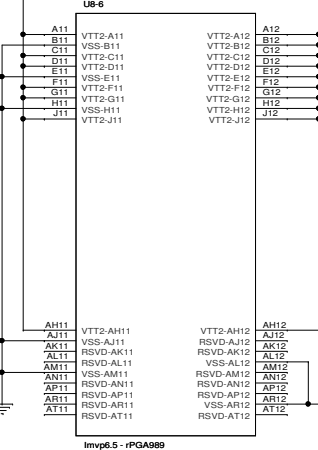 U8-6
A11 VTT2-A11 VTT2-A12 A12
B11 VSS-B11 VTT2-B12 B12
C11 VTT2-C11 VTT2-C12 C12
D11 VTT2-D11 VTT2-D12 D12
E11 VSS-E11 VTT2-E12 E12
F11 VTT2-F11 VTT2-F12 F12
G11 VTT2-G11 VTT2-G12 G12
H11 VSS-H11 VTT2-H12 H12
J11 VTT2-J11 VTT2-J12 J12
AH11 VTT2-AH11 VTT2-AH12 AH12
AJ11 VSS-AJ11 RSVD-AJ12 AJ12
AK11 RSVD-AK11 RSVD-AK12 AK12
AL11 RSVD-AL11 VSS-AL12 AL12
AM11 VSS-AM11 RSVD-AM12 AM12
AN11 RSVD-AN11 RSVD-AN12 AN12
AP11 RSVD-AP11 RSVD-AP12 AP12
AR11 RSVD-AR11 VSS-AR12 AR12
AT11 RSVD-AT11 RSVD-AT12 AT12
Imvp6.5 - rPGA989